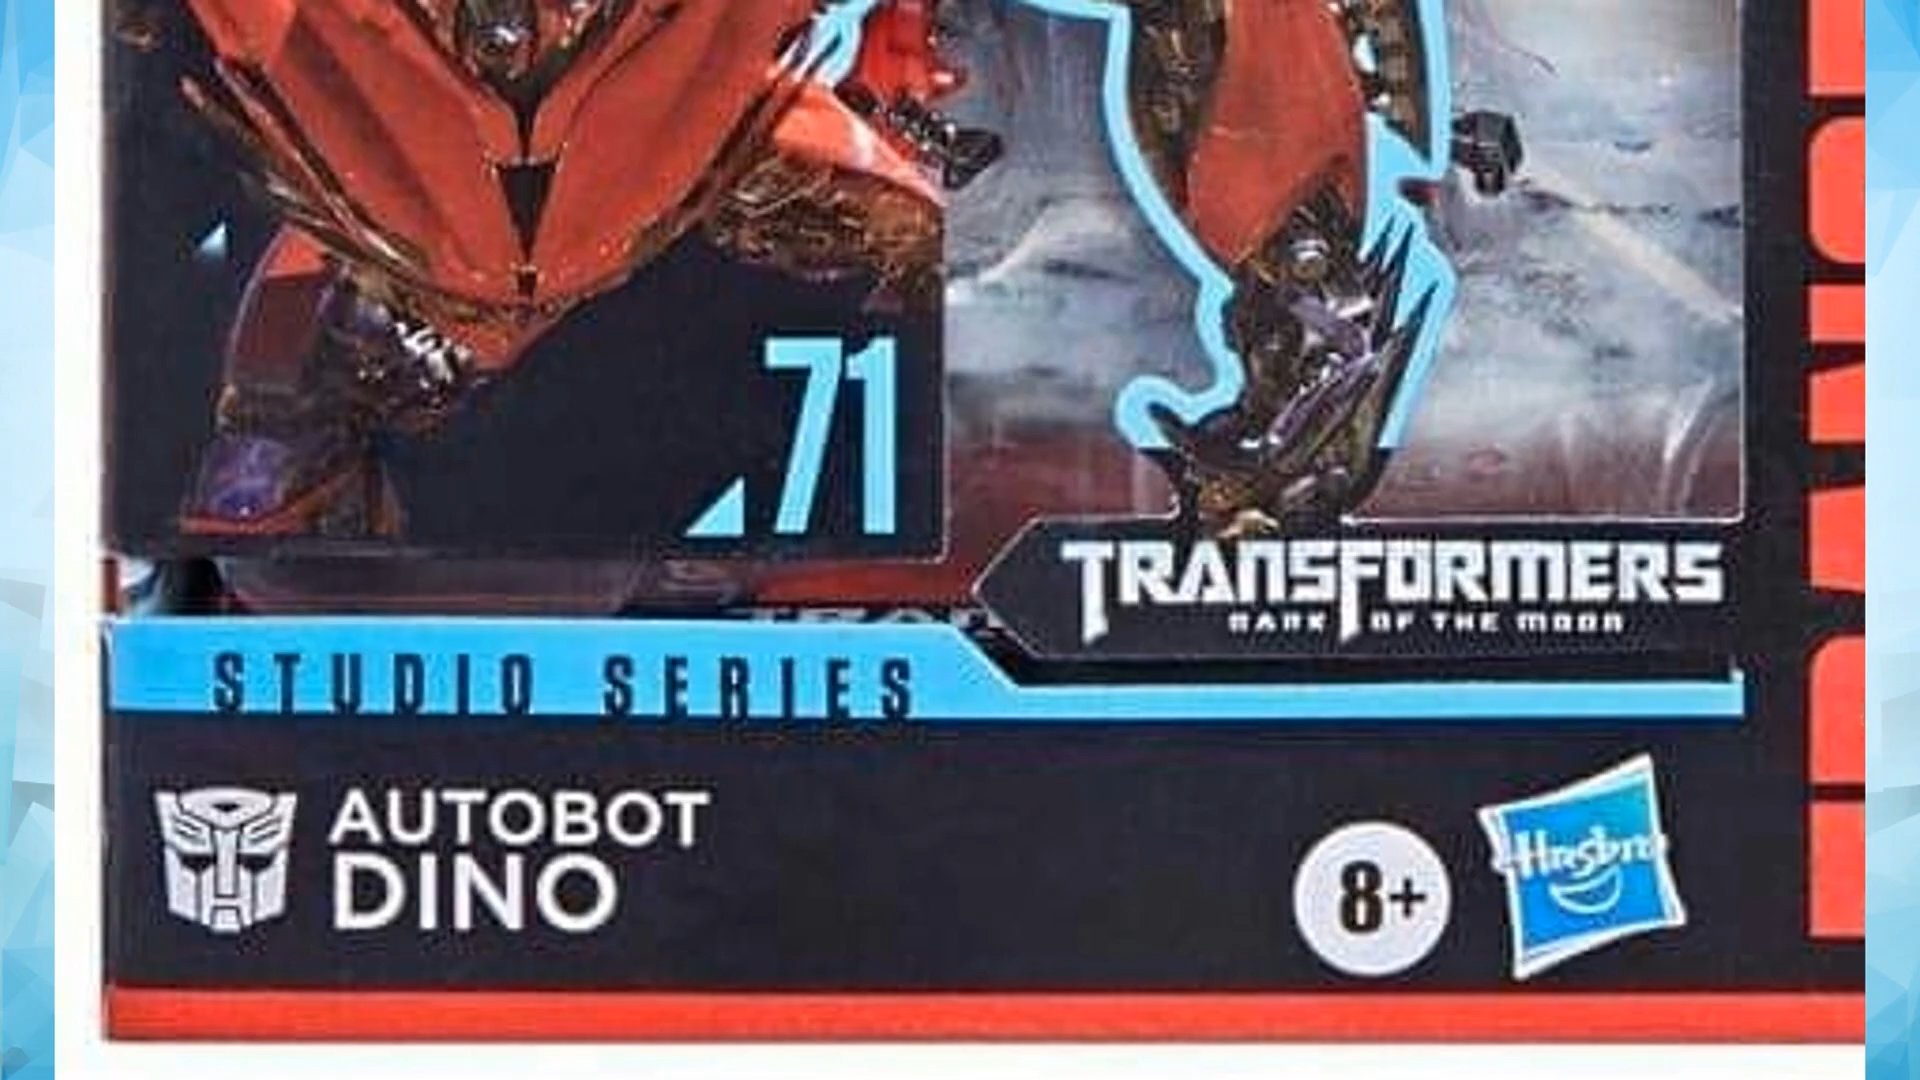 71
TRANSFORMERS
DARK OF THE MOON
STUDIO SERIES
AUTOBOT
DINO
8+
Hasbro